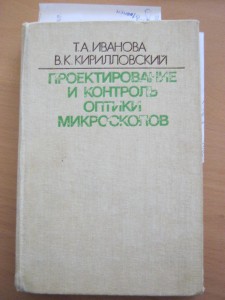 Т.А ИВАНОВА
В.К. КИРИЛЛОВСКИЙ
ПРОЕКТИРОВАНИЕ
И КОНТРОЛЬ
ОПТИКИ
МИКРОСКОПОВ